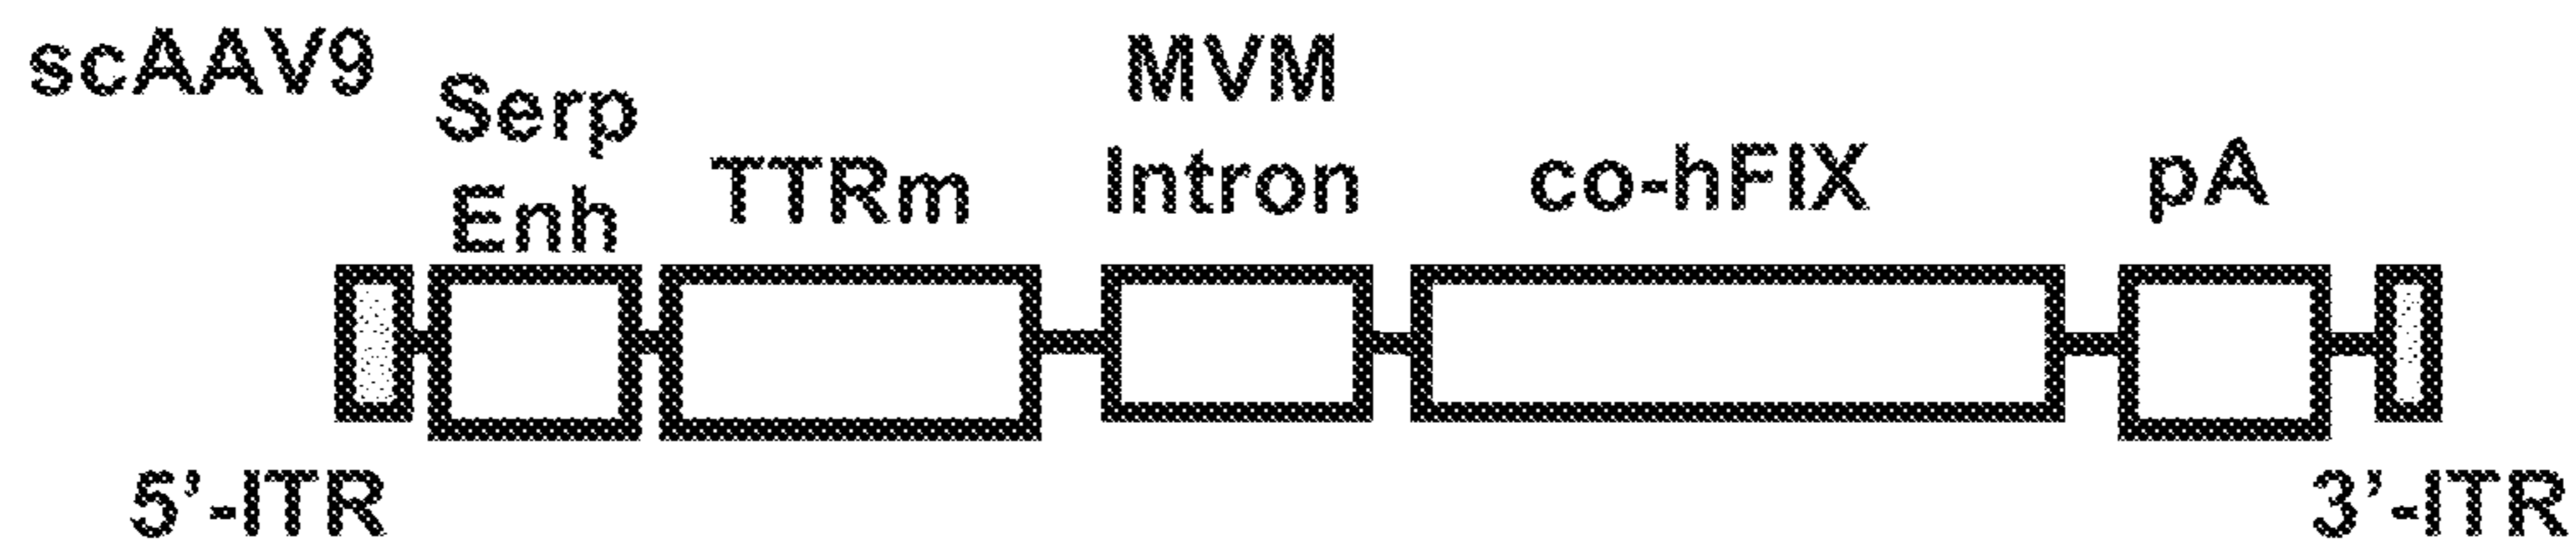 scAAV9
Serp
Enh
TTRm
MVM
Intron
co-hFIX
pA
5'-ITR
3'-ITR